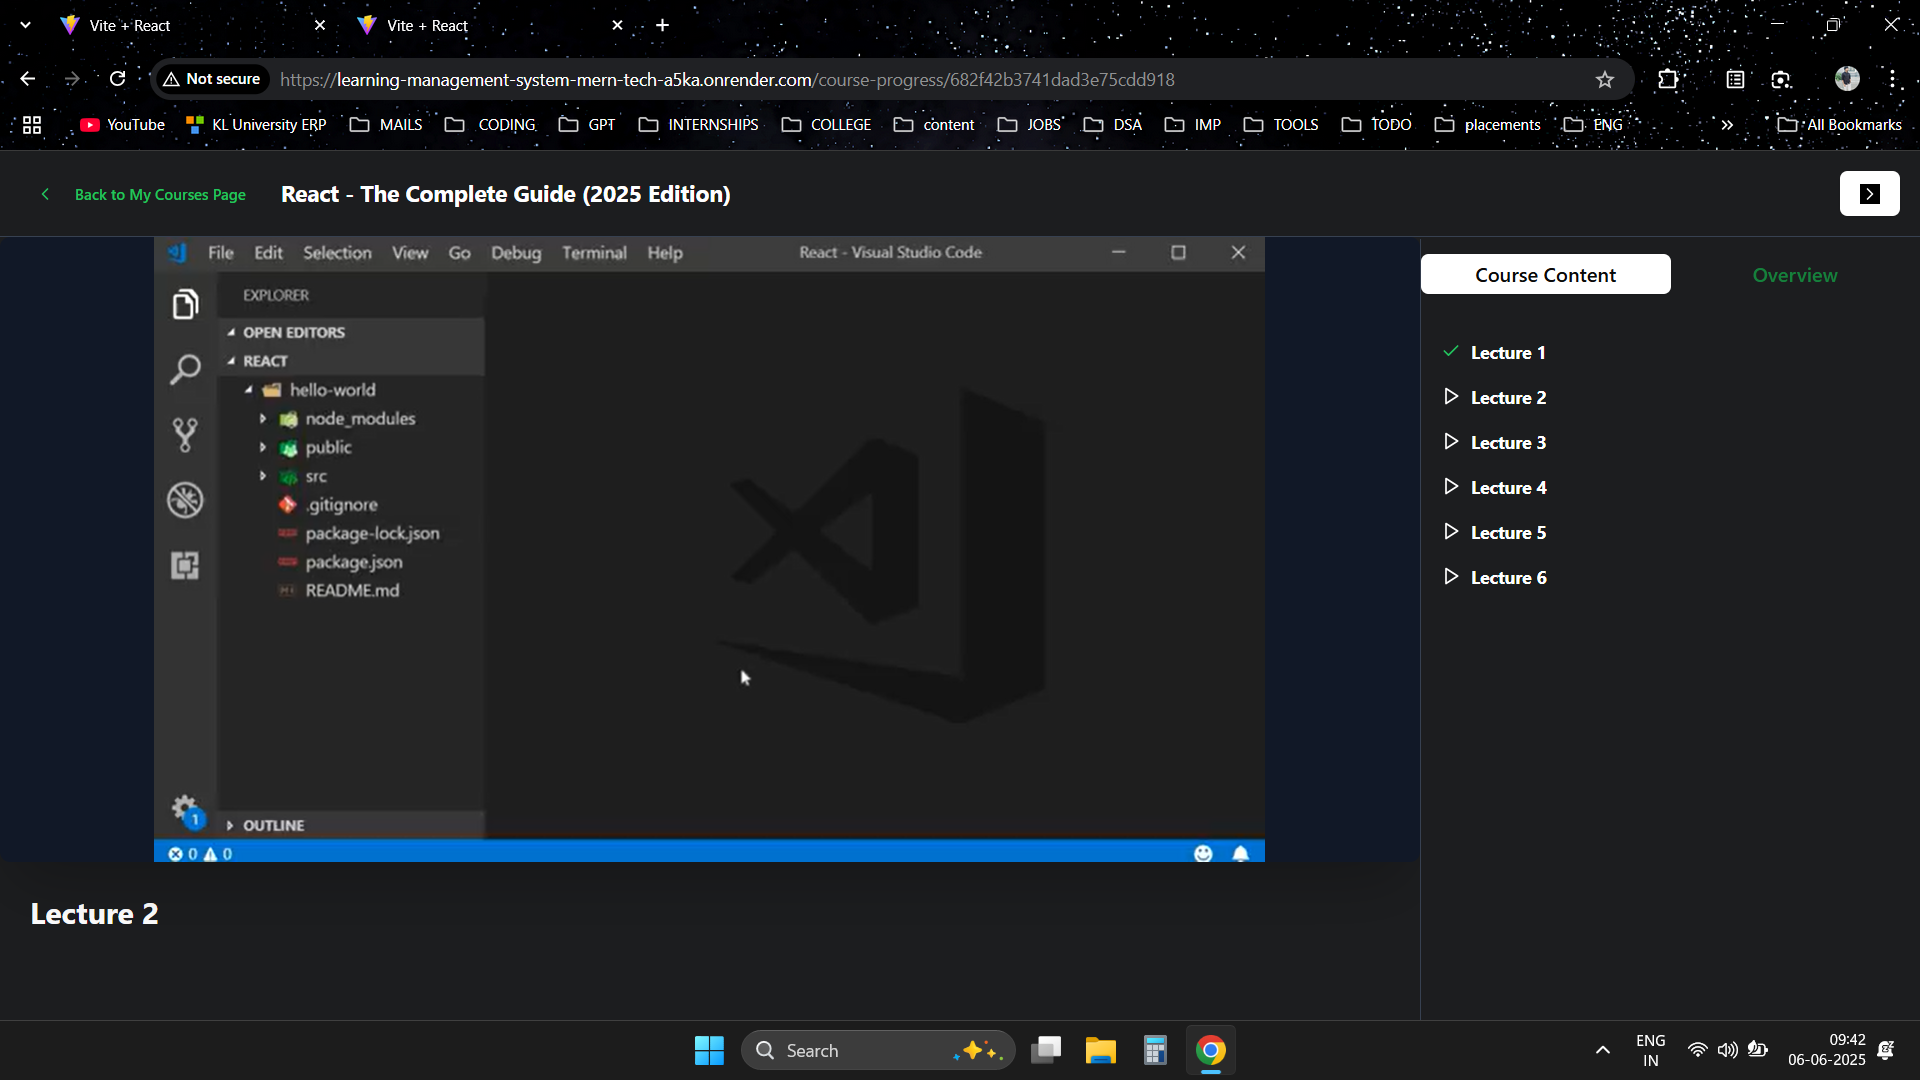 Vite + React
Vite + React
Not secure
https://learning-management-system-mern-tech-a5ka.onrender.com/course-progress/682f42b3741dad3e75cdd918
YouTube
KL University ERP
MAILS
CODING
GPT
INTERNSHIPS
COLLEGE
content
JOBS
DSA
IMP
TOOLS
TODO
placements
ENG
All Bookmarks
Back to My Courses Page
React - The Complete Guide (2025 Edition)
File Edit Selection View Go Debug Terminal Help
React - Visual Studio Code
EXPLORER
OPEN EDITORS
REACT
hello-world
node_modules
public
src
.gitignore
package-lock.json
package.json
README.md
1
OUTLINE
0 0
Course Content
Overview
Lecture 1
Lecture 2
Lecture 3
Lecture 4
Lecture 5
Lecture 6
Lecture 2
Search
ENG
IN
09:42
06-06-2025